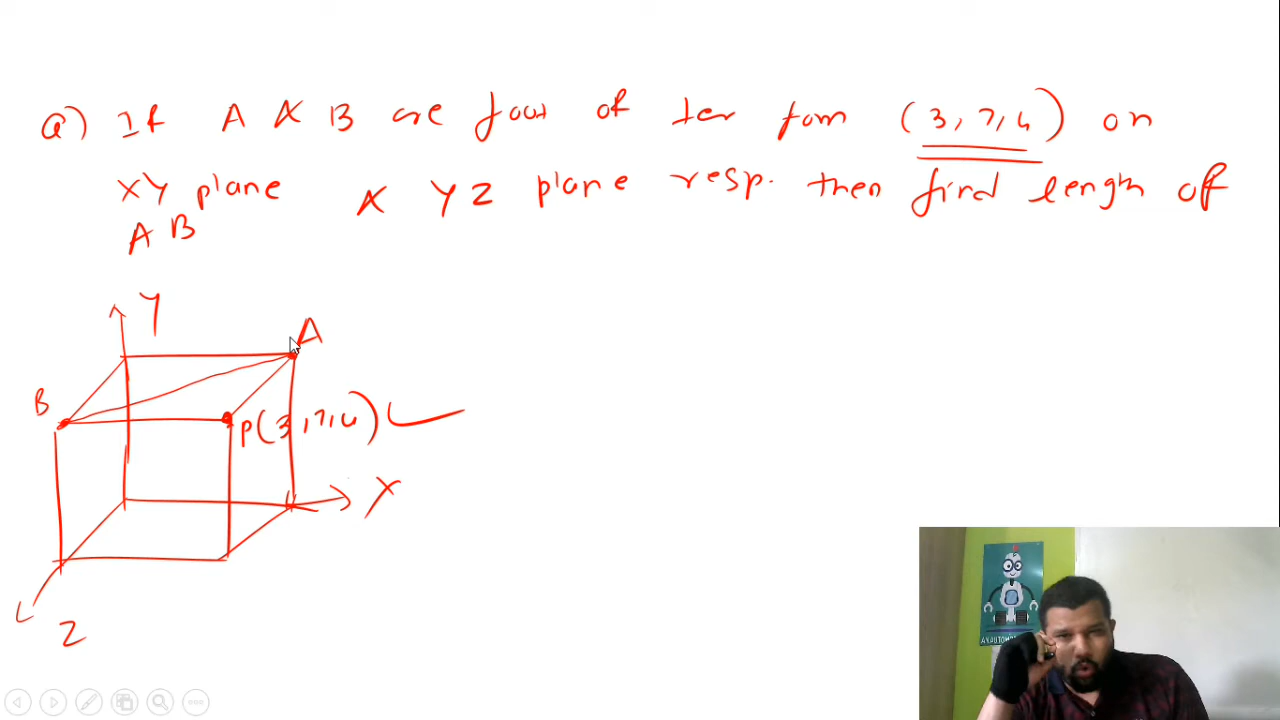 Q) If A & B are foot of ter from (3,7,4) on
XY plane & YZ plane resp. then find length of
AB
Y
A
B
P(3,7,4)
X
Z